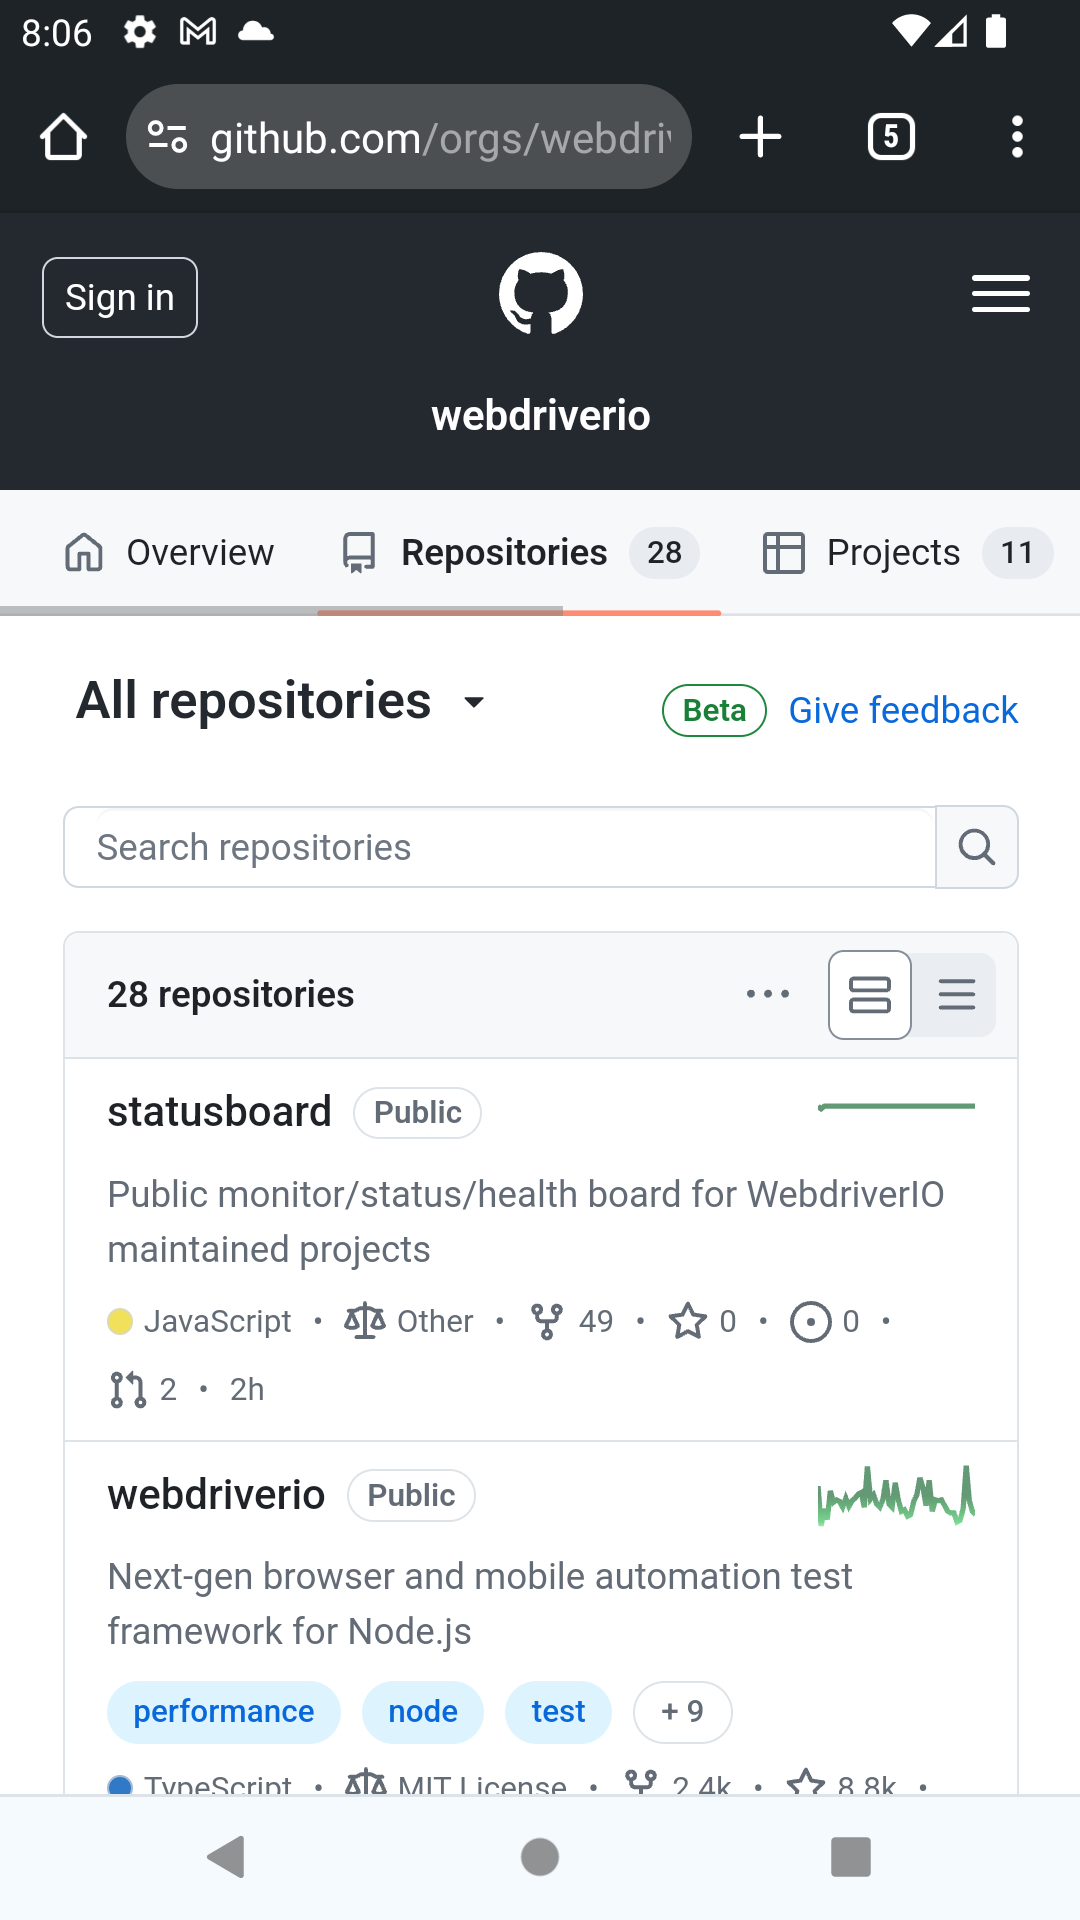 8:06
github.com/orgs/webdri
5
Sign in
webdriverio
Overview Repositories 28 Projects 11
All repositories
Beta Give feedback
Search repositories
28 repositories
statusboard Public
Public monitor/status/health board for WebdriverIO
maintained projects
JavaScript • Other • 49 • 0 • 0 •
2 • 2h
webdriverio Public
Next-gen browser and mobile automation test
framework for Node.js
performance node test + 9
TypeScript • MIT License • 2.4k • 8.8k •